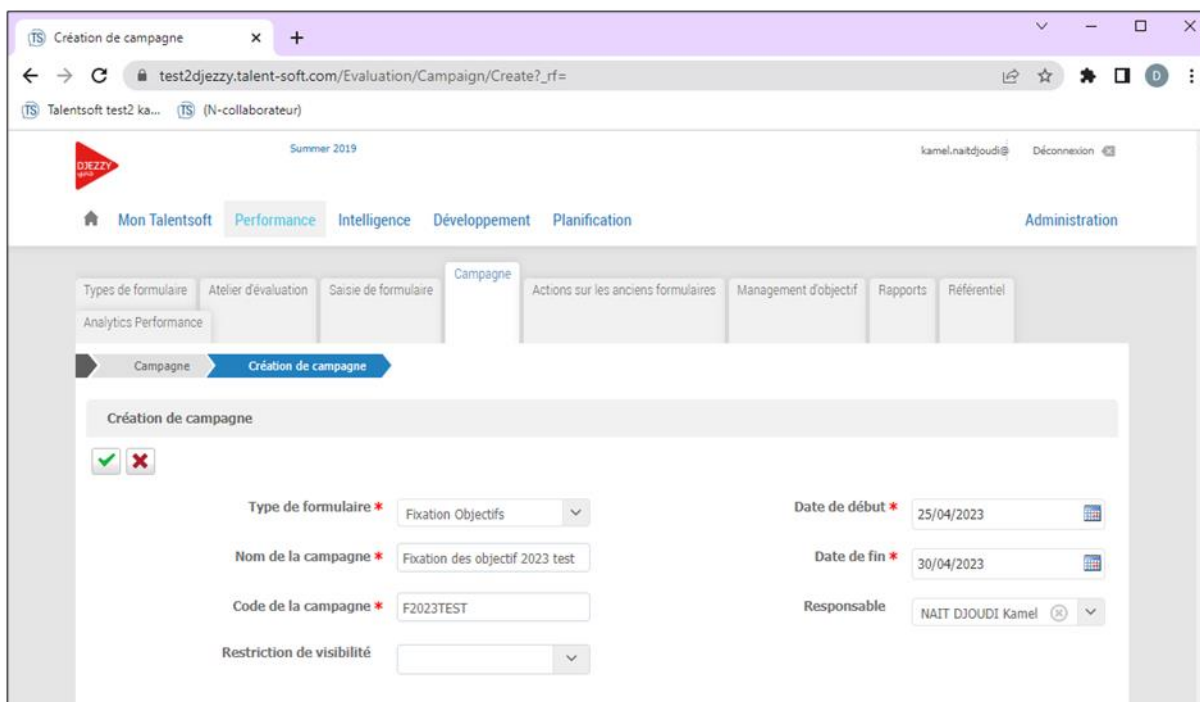 Création de campagne
test2djezzy.talent-soft.com/Evaluation/Campaign/Create?_rf=
D
Talentsoft test2 ka... (N-collaborateur)
DJEZZY
Summer 2019
kamel.naitdjoudi@ Déconnexion
Mon Talentsoft Performance Intelligence Développement Planification Administration
Types de formulaire Atelier d'évaluation Saisie de formulaire Campagne Actions sur les anciens formulaires Management d'objectif Rapports Référentiel
Analytics Performance
Campagne Création de campagne
Création de campagne
Type de formulaire * Fixation Objectifs Date de début * 25/04/2023
Nom de la campagne * Fixation des objectif 2023 test Date de fin * 30/04/2023
Code de la campagne * F2023TEST Responsable NAIT DJOUDI Kamel
Restriction de visibilité